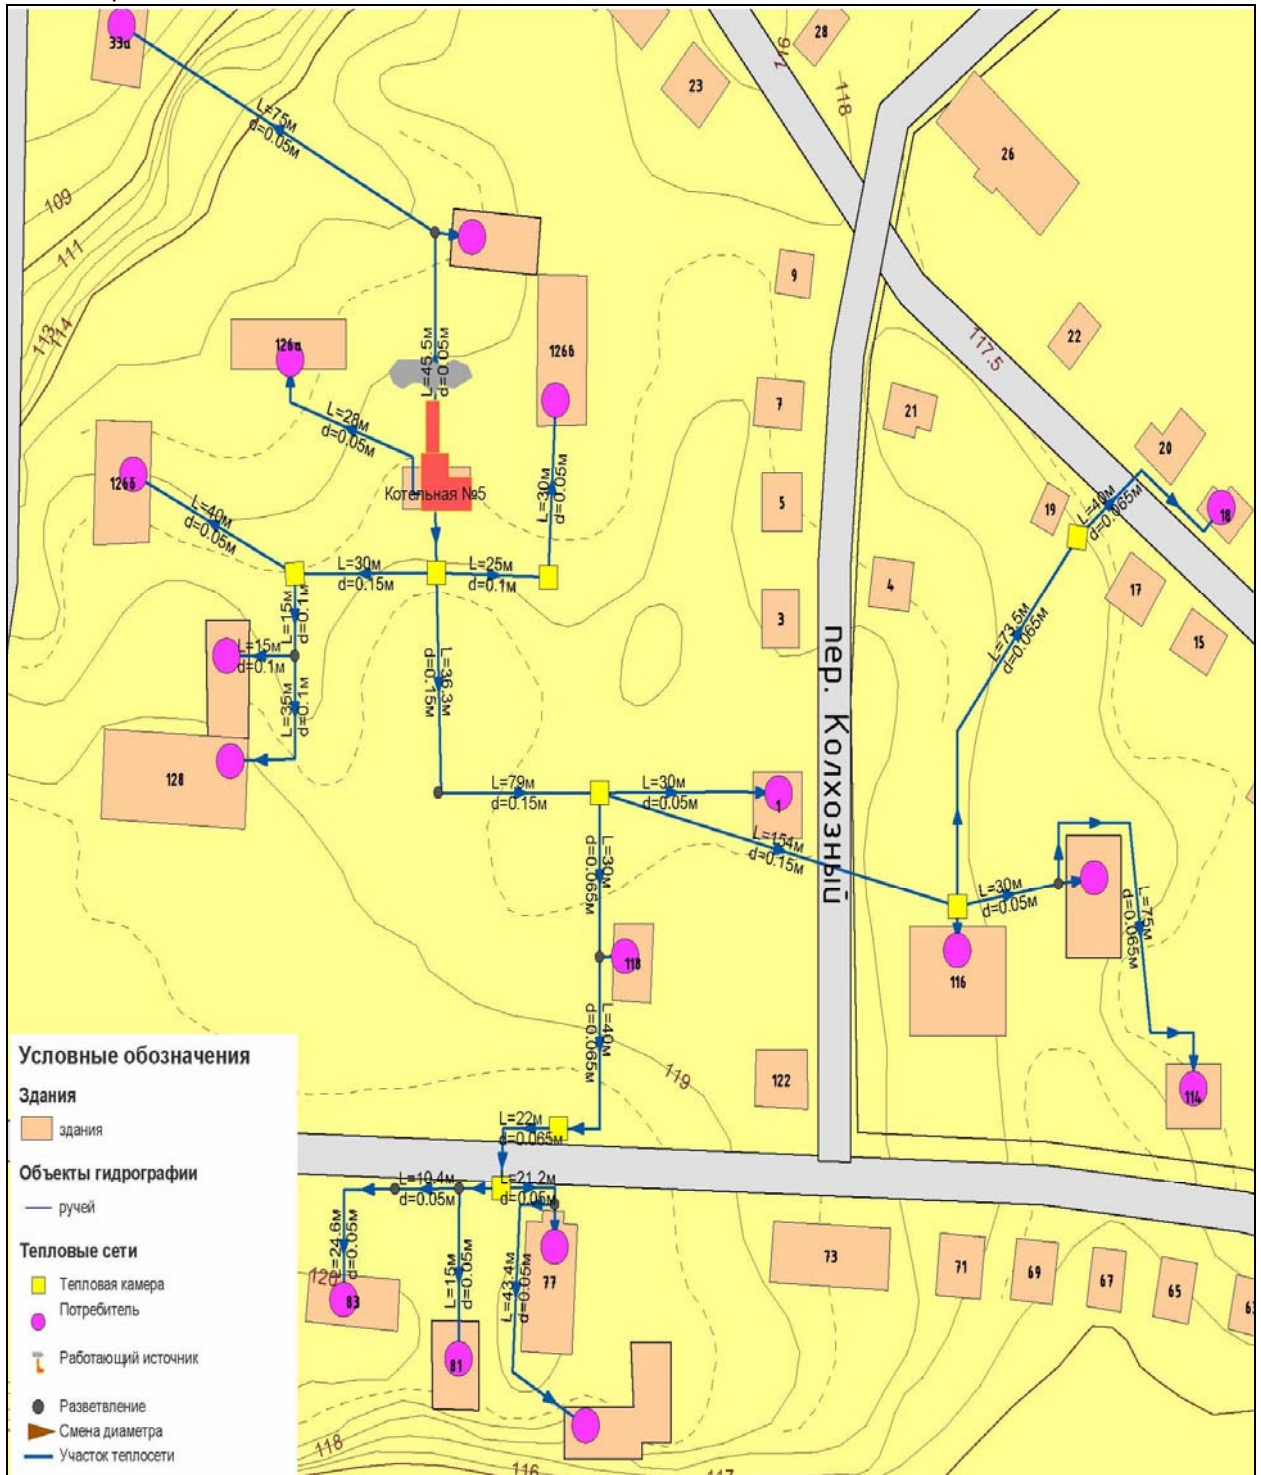 33а
28
116
118
23
26
L=75м
d=0.05м
109
111
113
114
9
22
117.5
126а
126б
L=45.5м
d=0.05м
7
21
20
L=28м
d=0.05м
126б
Котельная №5
L=40м
d=0.05м
L=30м
d=0.05м
5
19
L=40м
d=0.065м
18
L=30м
d=0.15м
L=25м
d=0.1м
4
17
L=15м
d=0.1м
3
15
L=15м
d=0.1м
L=36.3м
d=0.15м
L=73.5м
d=0.065м
L=35м
d=0.1м
пер. Колхозный
128
L=79м
d=0.15м
L=30м
d=0.05м
1
L=154м
d=0.15м
L=30м
d=0.065м
L=30м
d=0.05м
L=75м
d=0.065м
118
116
L=40м
d=0.065м
119
122
114
L=22м
d=0.065м
L=10.4м
d=0.05м
L=21.2м
d=0.05м
L=24.6м
d=0.05м
L=15м
d=0.05м
L=43.4м
d=0.05м
120
83
81
77
73
71
69
67
65
63
118
116
117
Условные обозначения
Здания
здания
Объекты гидрографии
ручей
Тепловые сети
Тепловая камера
Потребитель
Работающий источник
Разветвление
Смена диаметра
Участок теплосети